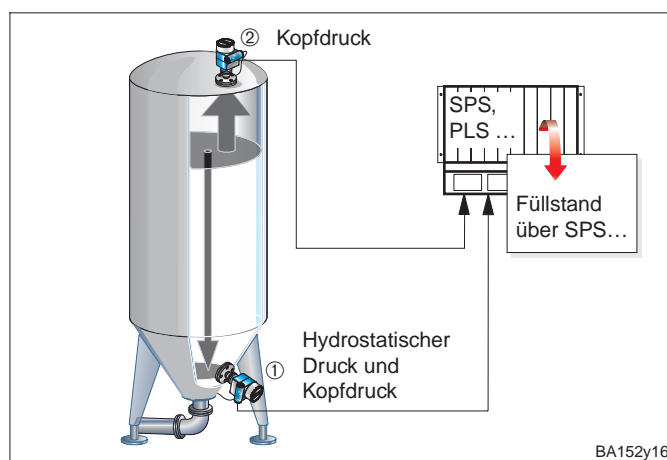 ② Kopfdruck
SPS,
PLS …
Füllstand
über SPS…
Hydrostatischer
① Druck und
Kopfdruck
BA152y16